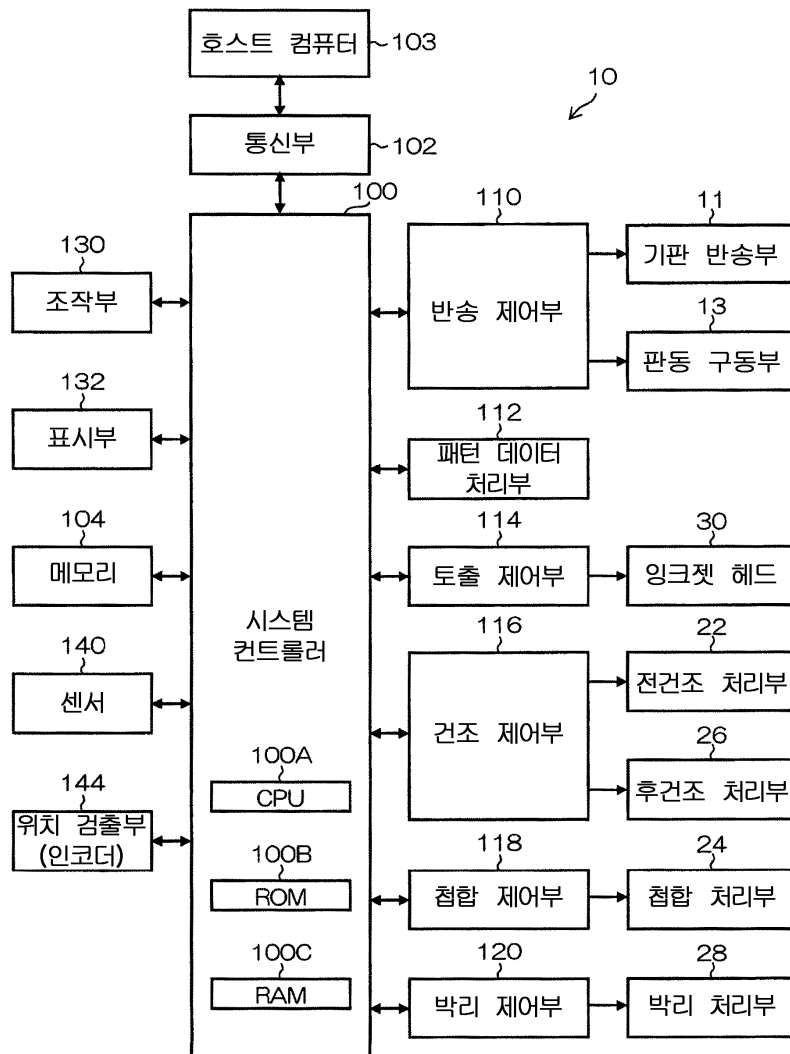 호스트 컴퓨터
103
10
통신부
102
100
110
11
130
기판 반송부
조작부
반송 제어부
13
판동 구동부
132
112
표시부
패턴 데이터
처리부
104
114
30
메모리
토출 제어부
잉크젯 헤드
시스템
컨트롤러
140
116
22
센서
전건조 처리부
건조 제어부
100A
26
CPU
후건조 처리부
144
위치 검출부
(인코더)
100B
118
24
ROM
첩합 제어부
첩합 처리부
100C
120
28
RAM
박리 제어부
박리 처리부